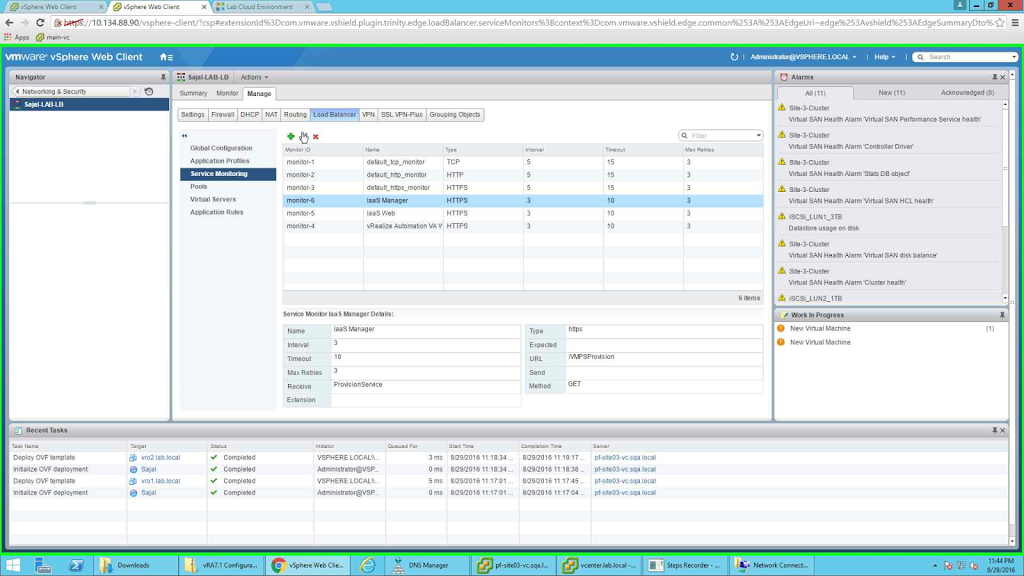 vSphere Web Client
vSphere Web Client
Lab Cloud Environment
https://10.134.88.90/vsphere-client/?csp#extensionId%3Dcom.vmware.vshield.plugin.trinity.edge.loadBalancer.serviceMonitors%3Bcontext%3Dcom.vmware.vshield.edge.common%253A%253AEdgeUri~edge%253Avshield%253AEdgeSummaryDto%
Apps main-vc
vmware® vSphere Web Client
Administrator@VSPHERE.LOCAL
Help
Search
Navigator
Networking & Security
Sajal-LAB-LB
Sajal-LAB-LB Actions
Summary Monitor Manage
Settings Firewall DHCP NAT Routing Load Balancer VPN SSL VPN-Plus Grouping Objects
Global Configuration
Application Profiles
Service Monitoring
Pools
Virtual Servers
Application Rules
Filter
Monitor ID Name Type Interval Timeout Max Retries
monitor-1 default_tcp_monitor TCP 5 15 3
monitor-2 default_http_monitor HTTP 5 15 3
monitor-3 default_https_monitor HTTPS 5 15 3
monitor-6 IaaS Manager HTTPS 3 10 3
monitor-5 IaaS Web HTTPS 3 10 3
monitor-4 vRealize Automation VA HTTPS 3 10 3
6 items
Service Monitor IaaS Manager Details:
Name IaaS Manager
Interval 3
Timeout 10
Max Retries 3
Receive ProvisionService
Extension
Type https
Expected
URL /VMPSProvision
Send
Method GET
Alarms
All (11) New (11) Acknowledged (0)
Site-3-Cluster
Virtual SAN Health Alarm 'Virtual SAN Performance Service health'
Site-3-Cluster
Virtual SAN Health Alarm 'Controller Driver'
Site-3-Cluster
Virtual SAN Health Alarm 'Stats DB object'
Site-3-Cluster
Virtual SAN Health Alarm 'Virtual SAN HCL health'
iSCSi_LUN1_3TB
Datastore usage on disk
Site-3-Cluster
Virtual SAN Health Alarm 'Virtual SAN disk balance'
Site-3-Cluster
Virtual SAN Health Alarm 'Cluster health'
iSCSi_LUN2_1TB
Work In Progress
New Virtual Machine (1)
New Virtual Machine
Recent Tasks
Task Name Target Status Initiator Queued For Start Time Completion Time Server
Deploy OVF template vro2.lab.local Completed VSPHERE.LOCAL\\... 3 ms 8/29/2016 11:18:34 ... 8/29/2016 11:19:17 ... pf-site03-vc.sqa.local
Initialize OVF deployment Sajal Completed Administrator@VSP... 0 ms 8/29/2016 11:18:34 ... 8/29/2016 11:18:38 ... pf-site03-vc.sqa.local
Deploy OVF template vro1.lab.local Completed VSPHERE.LOCAL\\... 5 ms 8/29/2016 11:17:01 ... 8/29/2016 11:17:45 ... pf-site03-vc.sqa.local
Initialize OVF deployment Sajal Completed Administrator@VSP... 0 ms 8/29/2016 11:17:01 ... 8/29/2016 11:17:04 ... pf-site03-vc.sqa.local
Downloads
vRA7.1 Configura...
vSphere Web Clie...
DNS Manager
pf-site03-vc.sqa.l...
vcenter.lab.local -...
Steps Recorder - ...
Network Connect...
11:44 PM
8/29/2016